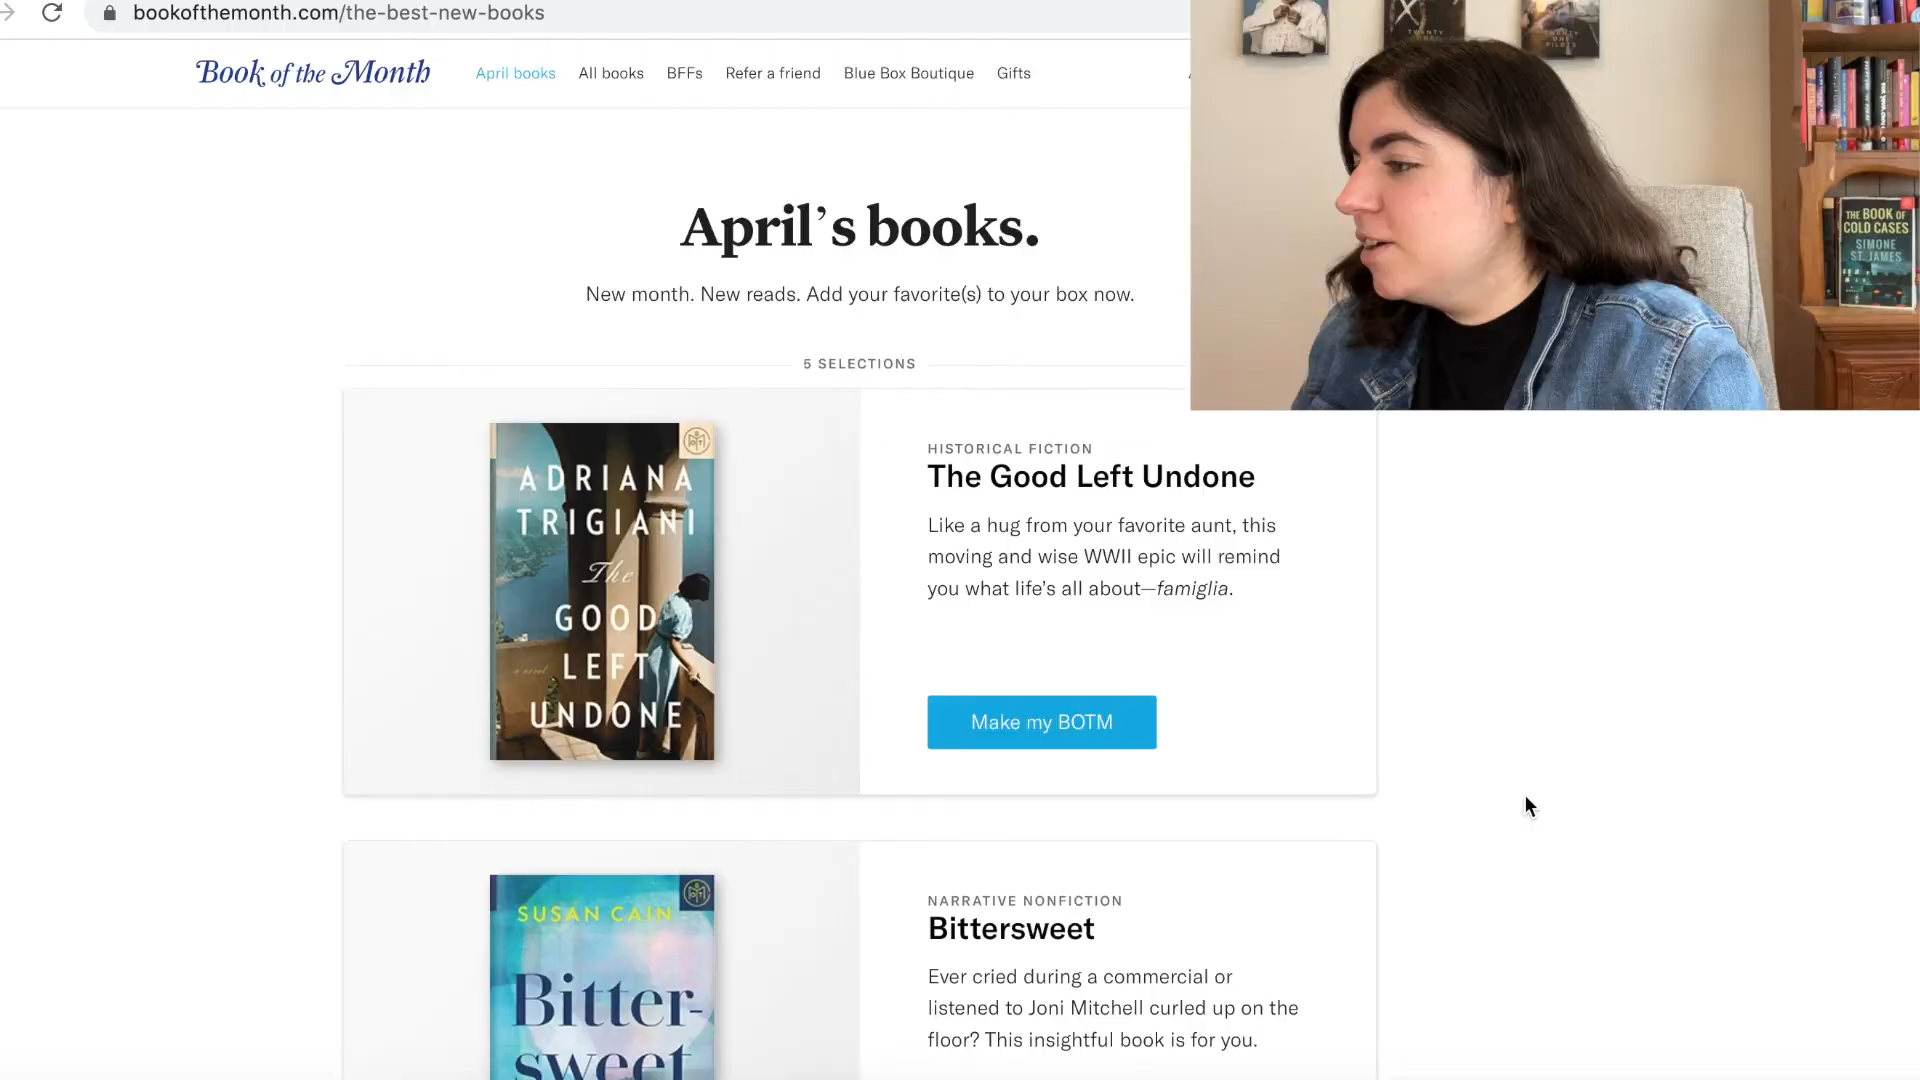 bookofthemonth.com/the-best-new-books
Book of the Month
April books
All books
BFFs
Refer a friend
Blue Box Boutique
Gifts
April's books.
New month. New reads. Add your favorite(s) to your box now.
5 SELECTIONS
ADRIANA
TRIGIANI
The
GOOD
LEFT
UNDONE
a novel
HISTORICAL FICTION
The Good Left Undone
Like a hug from your favorite aunt, this
moving and wise WWII epic will remind
you what life's all about—famiglia.
Make my BOTM
SUSAN CAIN
Bitter-
sweet
NARRATIVE NONFICTION
Bittersweet
Ever cried during a commercial or
listened to Joni Mitchell curled up on the
floor? This insightful book is for you.
TWENTY
TWENTY
ONE
PILOTS
THE BOOK OF
COLD CASES
SIMONE
ST. JAMES